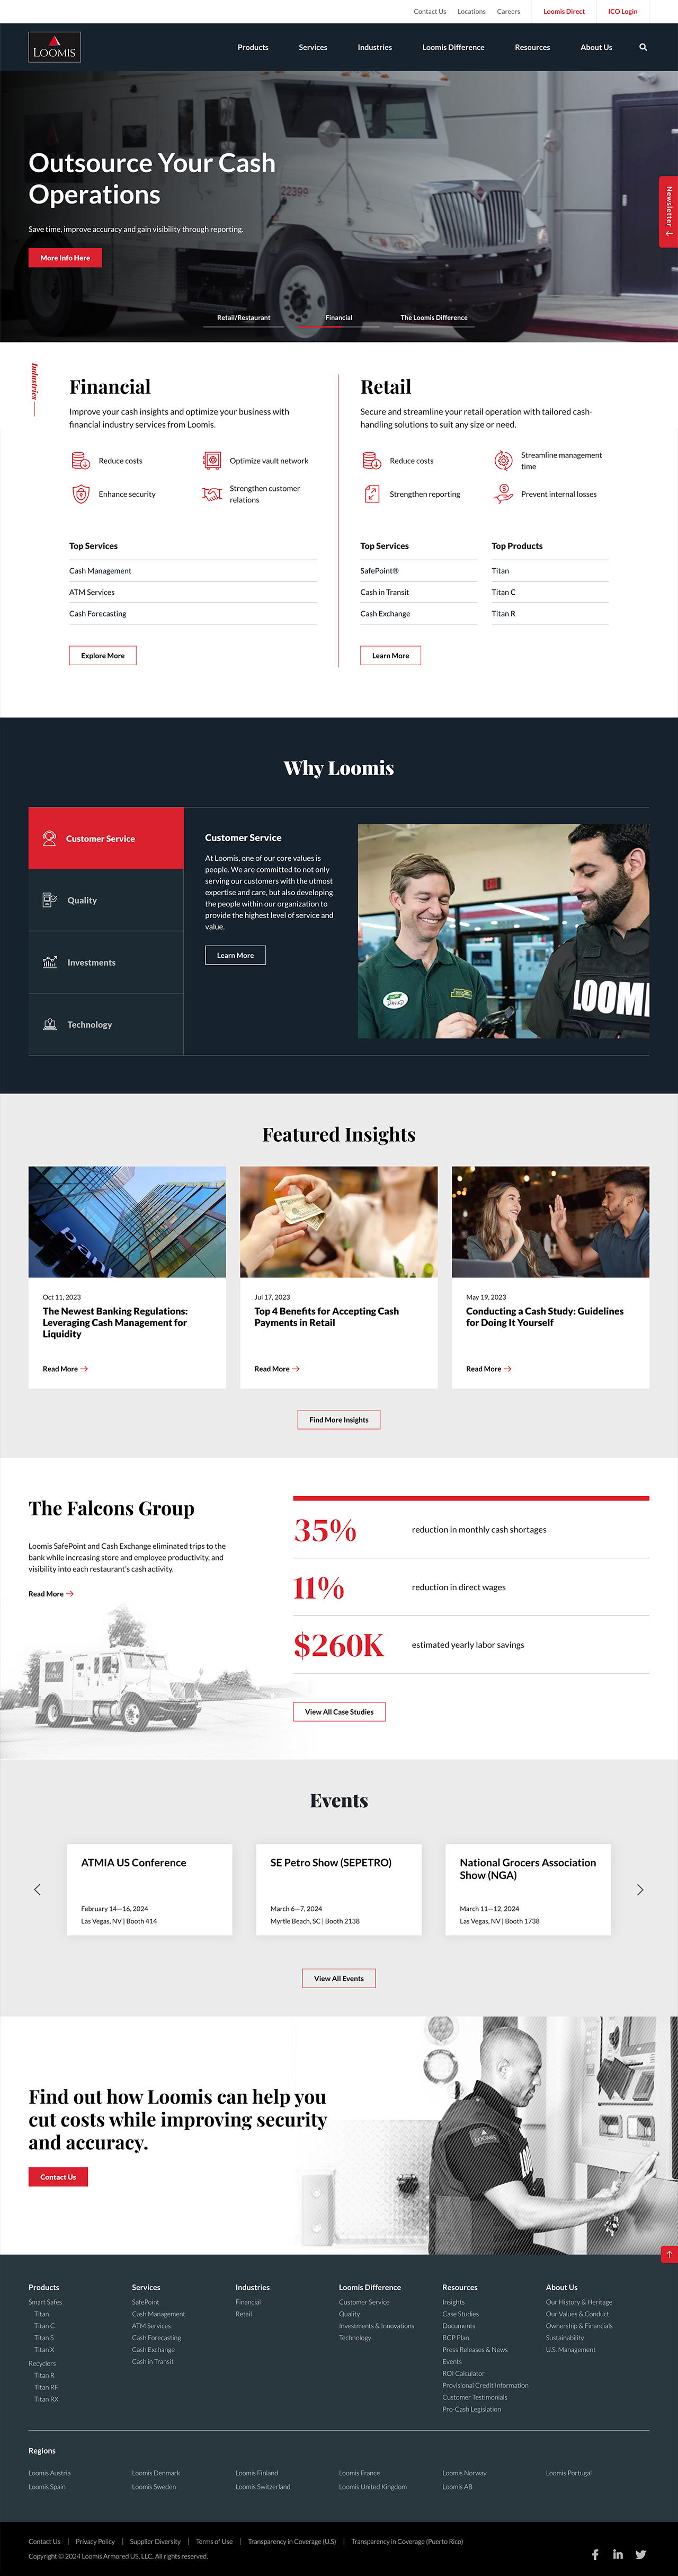 Contact Us Locations Careers Loomis Direct ICO Login
LOOMIS
Products Services Industries Loomis Difference Resources About Us
Outsource Your Cash
Operations
22399
Save time, improve accuracy and gain visibility through reporting.
More Info Here
Newsletter
Retail/Restaurant Financial The Loomis Difference
Industries
Financial
Improve your cash insights and optimize your business with
financial industry services from Loomis.
Reduce costs
Optimize vault network
Enhance security
Strengthen customer
relations
Top Services
Cash Management
ATM Services
Cash Forecasting
Explore More
Retail
Secure and streamline your retail operation with tailored cash-
handling solutions to suit any size or need.
Reduce costs
Streamline management
time
Strengthen reporting
Prevent internal losses
Top Services
SafePoint®
Cash in Transit
Cash Exchange
Top Products
Titan
Titan C
Titan R
Learn More
Why Loomis
Customer Service
Quality
Investments
Technology
Customer Service
At Loomis, one of our core values is
people. We are committed to not only
serving our customers with the utmost
expertise and care, but also developing
the people within our organization to
provide the highest level of service and
value.
Learn More
EXIT
LOOMI
Featured Insights
bank
Oct 11, 2023
The Newest Banking Regulations:
Leveraging Cash Management for
Liquidity
Read More
Jul 17, 2023
Top 4 Benefits for Accepting Cash
Payments in Retail
Read More
May 19, 2023
Conducting a Cash Study: Guidelines
for Doing It Yourself
Read More
Find More Insights
The Falcons Group
Loomis SafePoint and Cash Exchange eliminated trips to the
bank while increasing store and employee productivity, and
visibility into each restaurant's cash activity.
Read More
LOOMIS
35% reduction in monthly cash shortages
11% reduction in direct wages
$260K estimated yearly labor savings
View All Case Studies
Events
ATMIA US Conference
February 14—16, 2024
Las Vegas, NV | Booth 414
SE Petro Show (SEPETRO)
March 6—7, 2024
Myrtle Beach, SC | Booth 2138
National Grocers Association
Show (NGA)
March 11—12, 2024
Las Vegas, NV | Booth 1738
View All Events
Find out how Loomis can help you
cut costs while improving security
and accuracy.
Contact Us
LOOMIS
Products
Smart Safes
Titan
Titan C
Titan S
Titan X
Recyclers
Titan R
Titan RF
Titan RX
Services
SafePoint
Cash Management
ATM Services
Cash Forecasting
Cash Exchange
Cash in Transit
Industries
Financial
Retail
Loomis Difference
Customer Service
Quality
Investments & Innovations
Technology
Resources
Insights
Case Studies
Documents
BCP Plan
Press Releases & News
Events
ROI Calculator
Provisional Credit Information
Customer Testimonials
Pro-Cash Legislation
About Us
Our History & Heritage
Our Values & Conduct
Ownership & Financials
Sustainability
U.S. Management
Regions
Loomis Austria Loomis Denmark Loomis Finland Loomis France Loomis Norway Loomis Portugal
Loomis Spain Loomis Sweden Loomis Switzerland Loomis United Kingdom Loomis AB
Contact Us | Privacy Policy | Supplier Diversity | Terms of Use | Transparency in Coverage (U.S) | Transparency in Coverage (Puerto Rico)
Copyright © 2024 Loomis Armored US, LLC. All rights reserved.